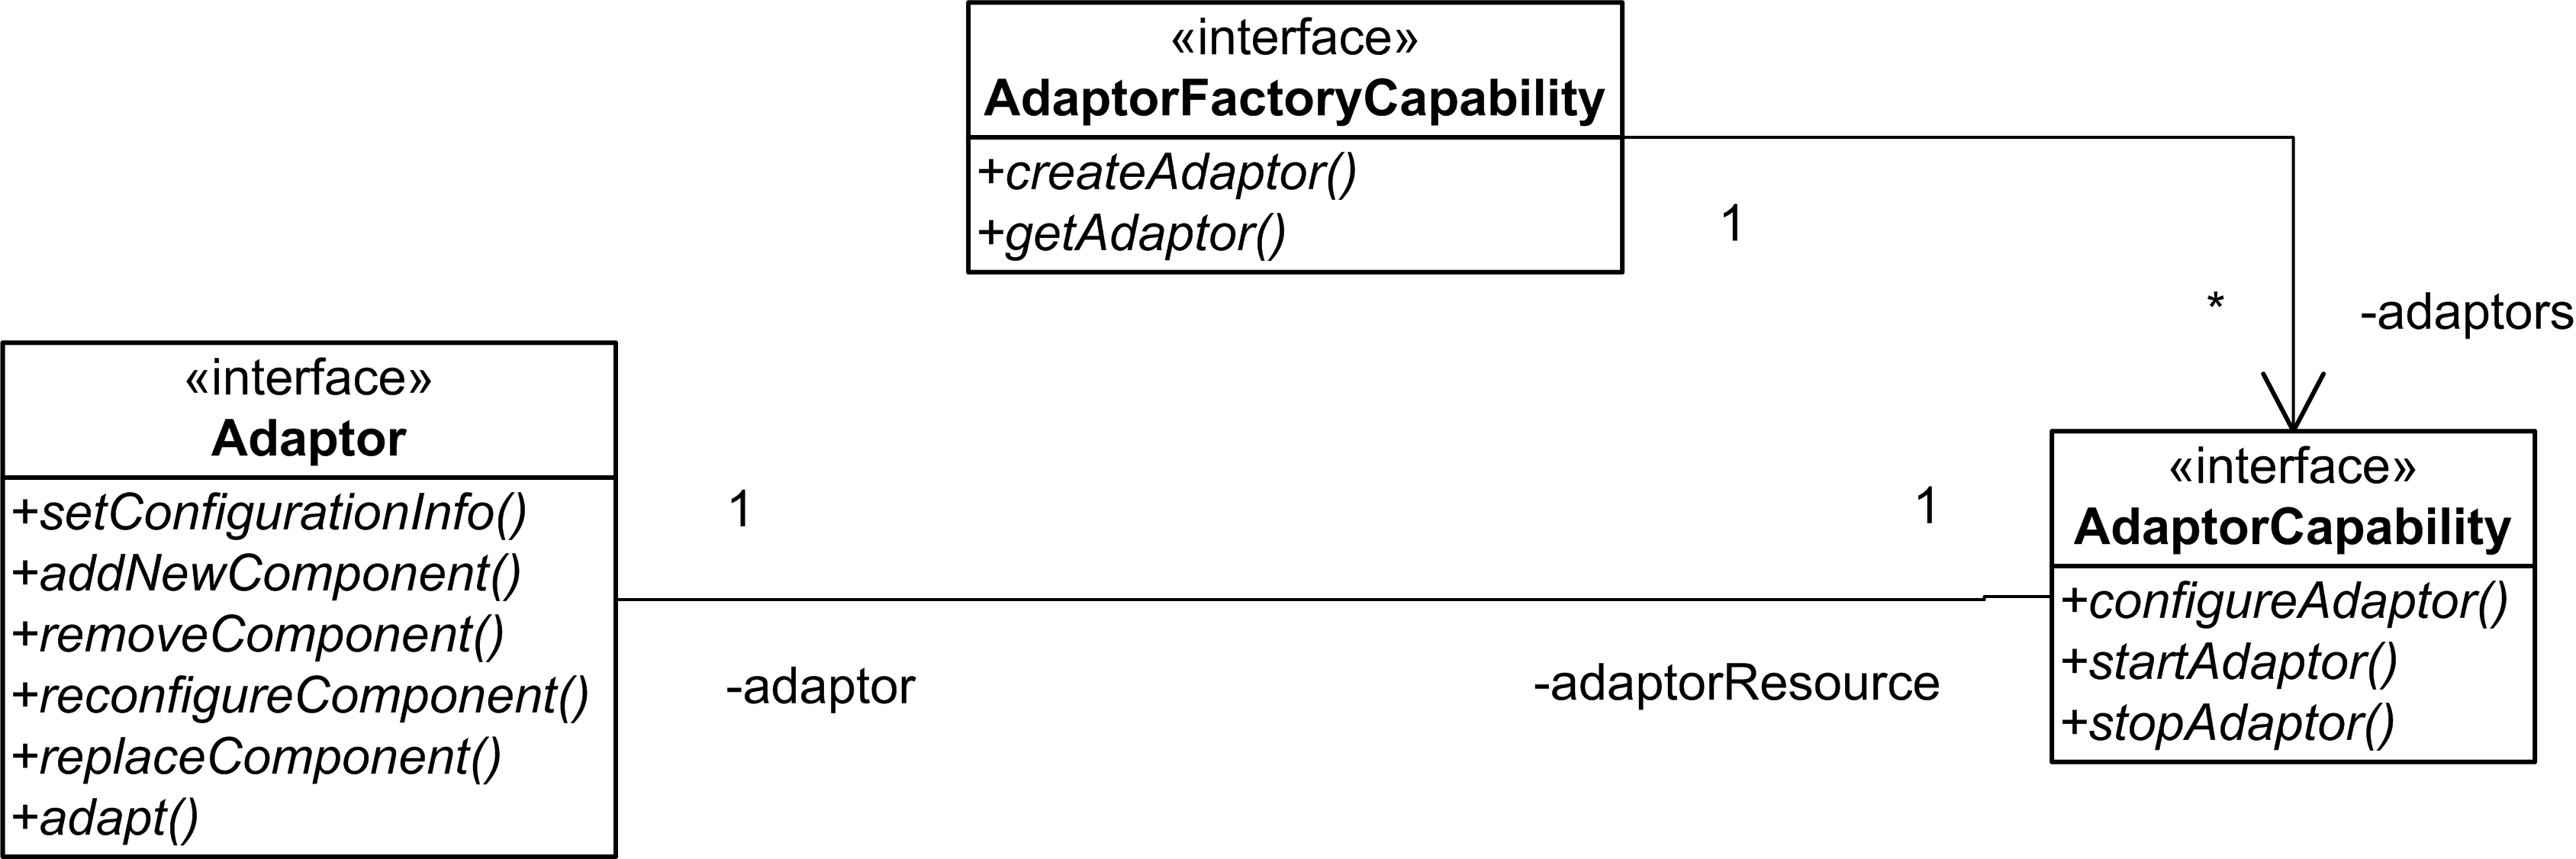 «interface»
AdaptorFactoryCapability
+createAdaptor()
+getAdaptor()
1
*
-adaptors
«interface»
Adaptor
+setConfigurationInfo()
+addNewComponent()
+removeComponent()
+reconfigureComponent()
+replaceComponent()
+adapt()
1
-adaptor
1
-adaptorResource
«interface»
AdaptorCapability
+configureAdaptor()
+startAdaptor()
+stopAdaptor()